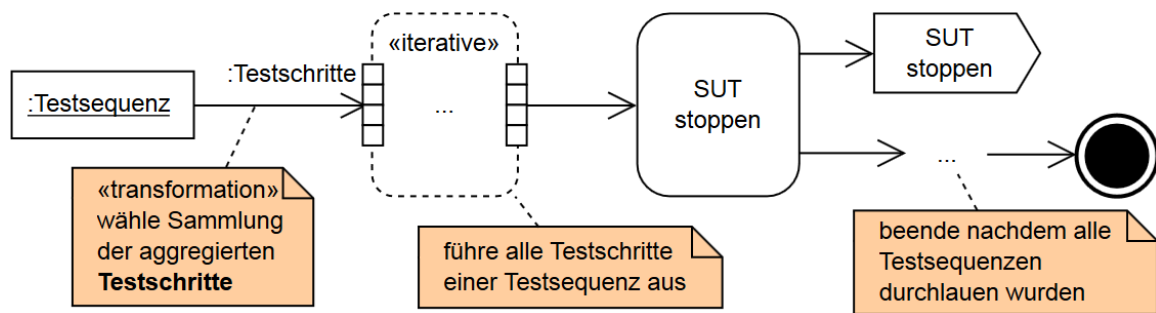 :Testsequenz
:Testschritte
«iterative»
...
SUT
stoppen
SUT
stoppen
...
«transformation»
wähle Sammlung
der aggregierten
Testschritte
führe alle Testschritte
einer Testsequenz aus
beende nachdem alle
Testsequenzen
durchlauen wurden